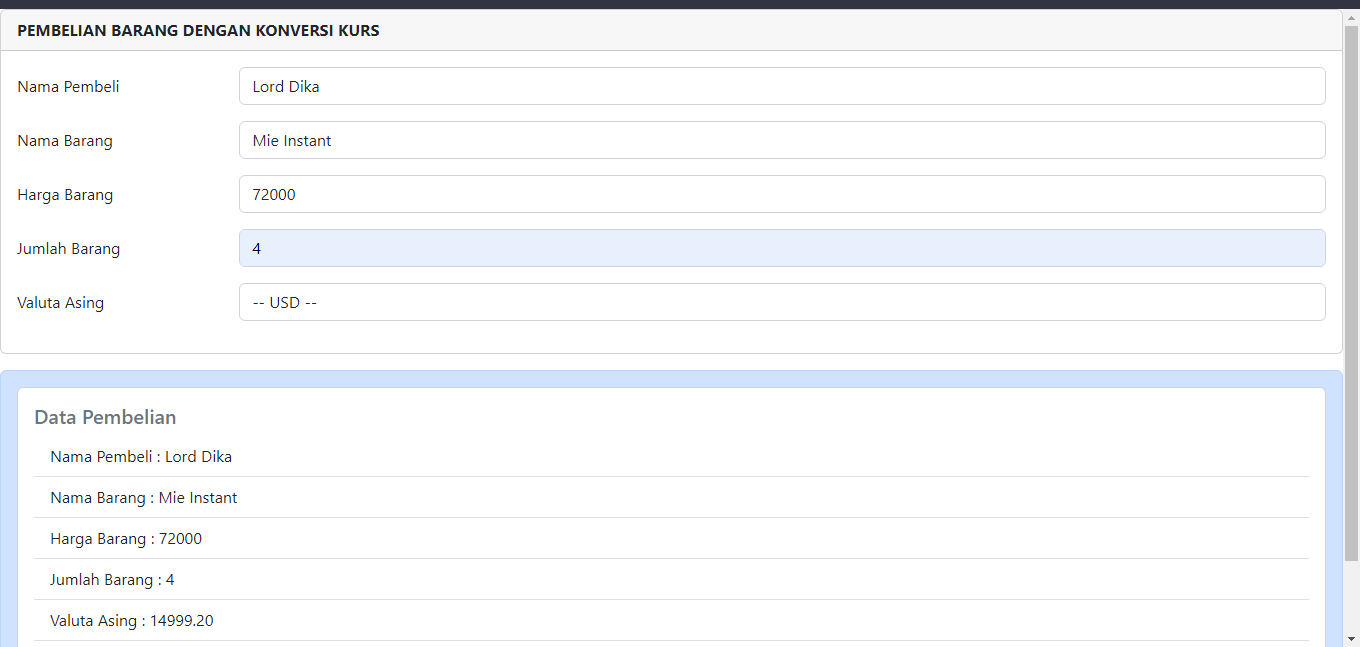 PEMBELIAN BARANG DENGAN KONVERSI KURS
Nama Pembeli Lord Dika
Nama Barang Mie Instant
Harga Barang 72000
Jumlah Barang 4
Valuta Asing -- USD --
Data Pembelian
Nama Pembeli : Lord Dika
Nama Barang : Mie Instant
Harga Barang : 72000
Jumlah Barang : 4
Valuta Asing : 14999.20